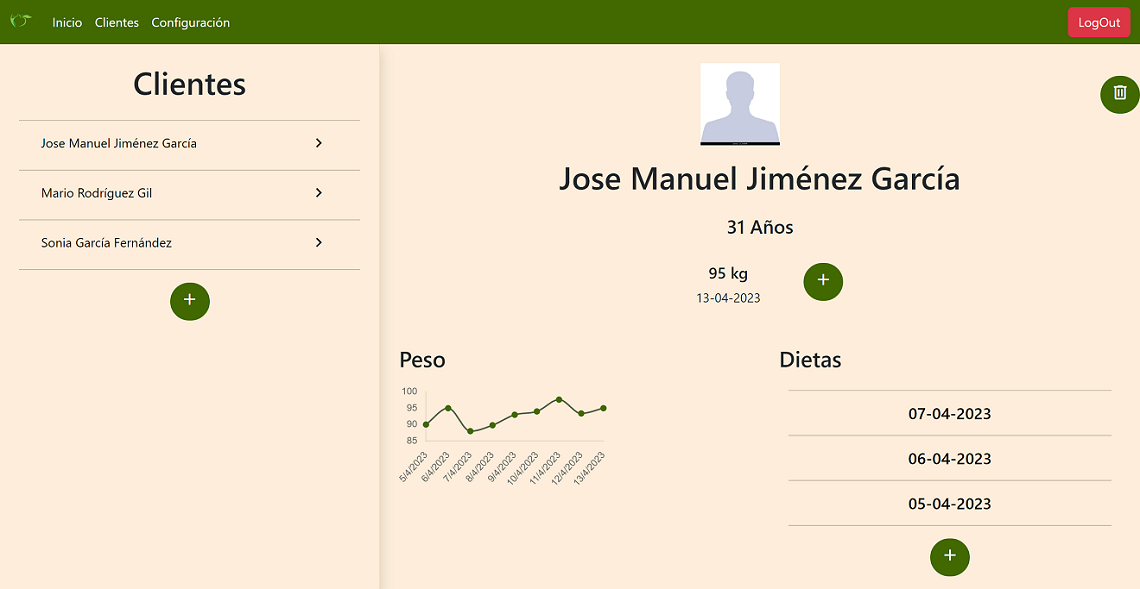 Inicio Clientes Configuración LogOut
Clientes
Jose Manuel Jiménez García
Mario Rodríguez Gil
Sonia García Fernández
+
Jose Manuel Jiménez García
31 Años
95 kg
13-04-2023
+
Peso
100
95
90
85
5/4/2023
6/4/2023
7/4/2023
8/4/2023
9/4/2023
10/4/2023
11/4/2023
12/4/2023
13/4/2023
Dietas
07-04-2023
06-04-2023
05-04-2023
+